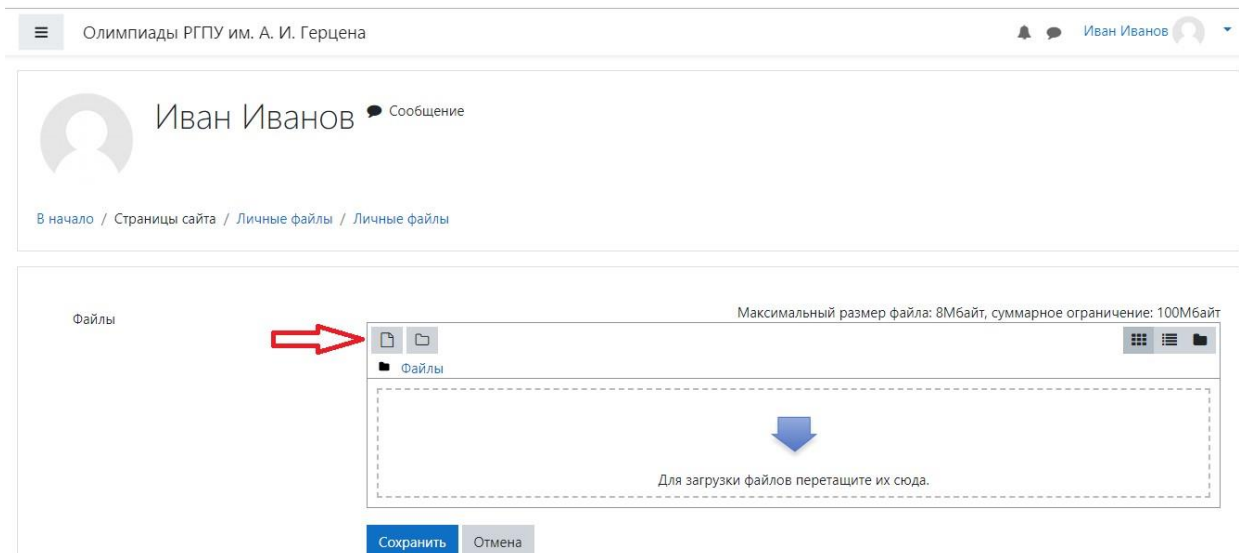 Олимпиады РГПУ им. А. И. Герцена
Иван Иванов
Иван Иванов
Сообщение
В начало / Страницы сайта / Личные файлы / Личные файлы
Файлы
Максимальный размер файла: 8Мбайт, суммарное ограничение: 100Мбайт
Файлы
Для загрузки файлов перетащите их сюда.
Сохранить Отмена